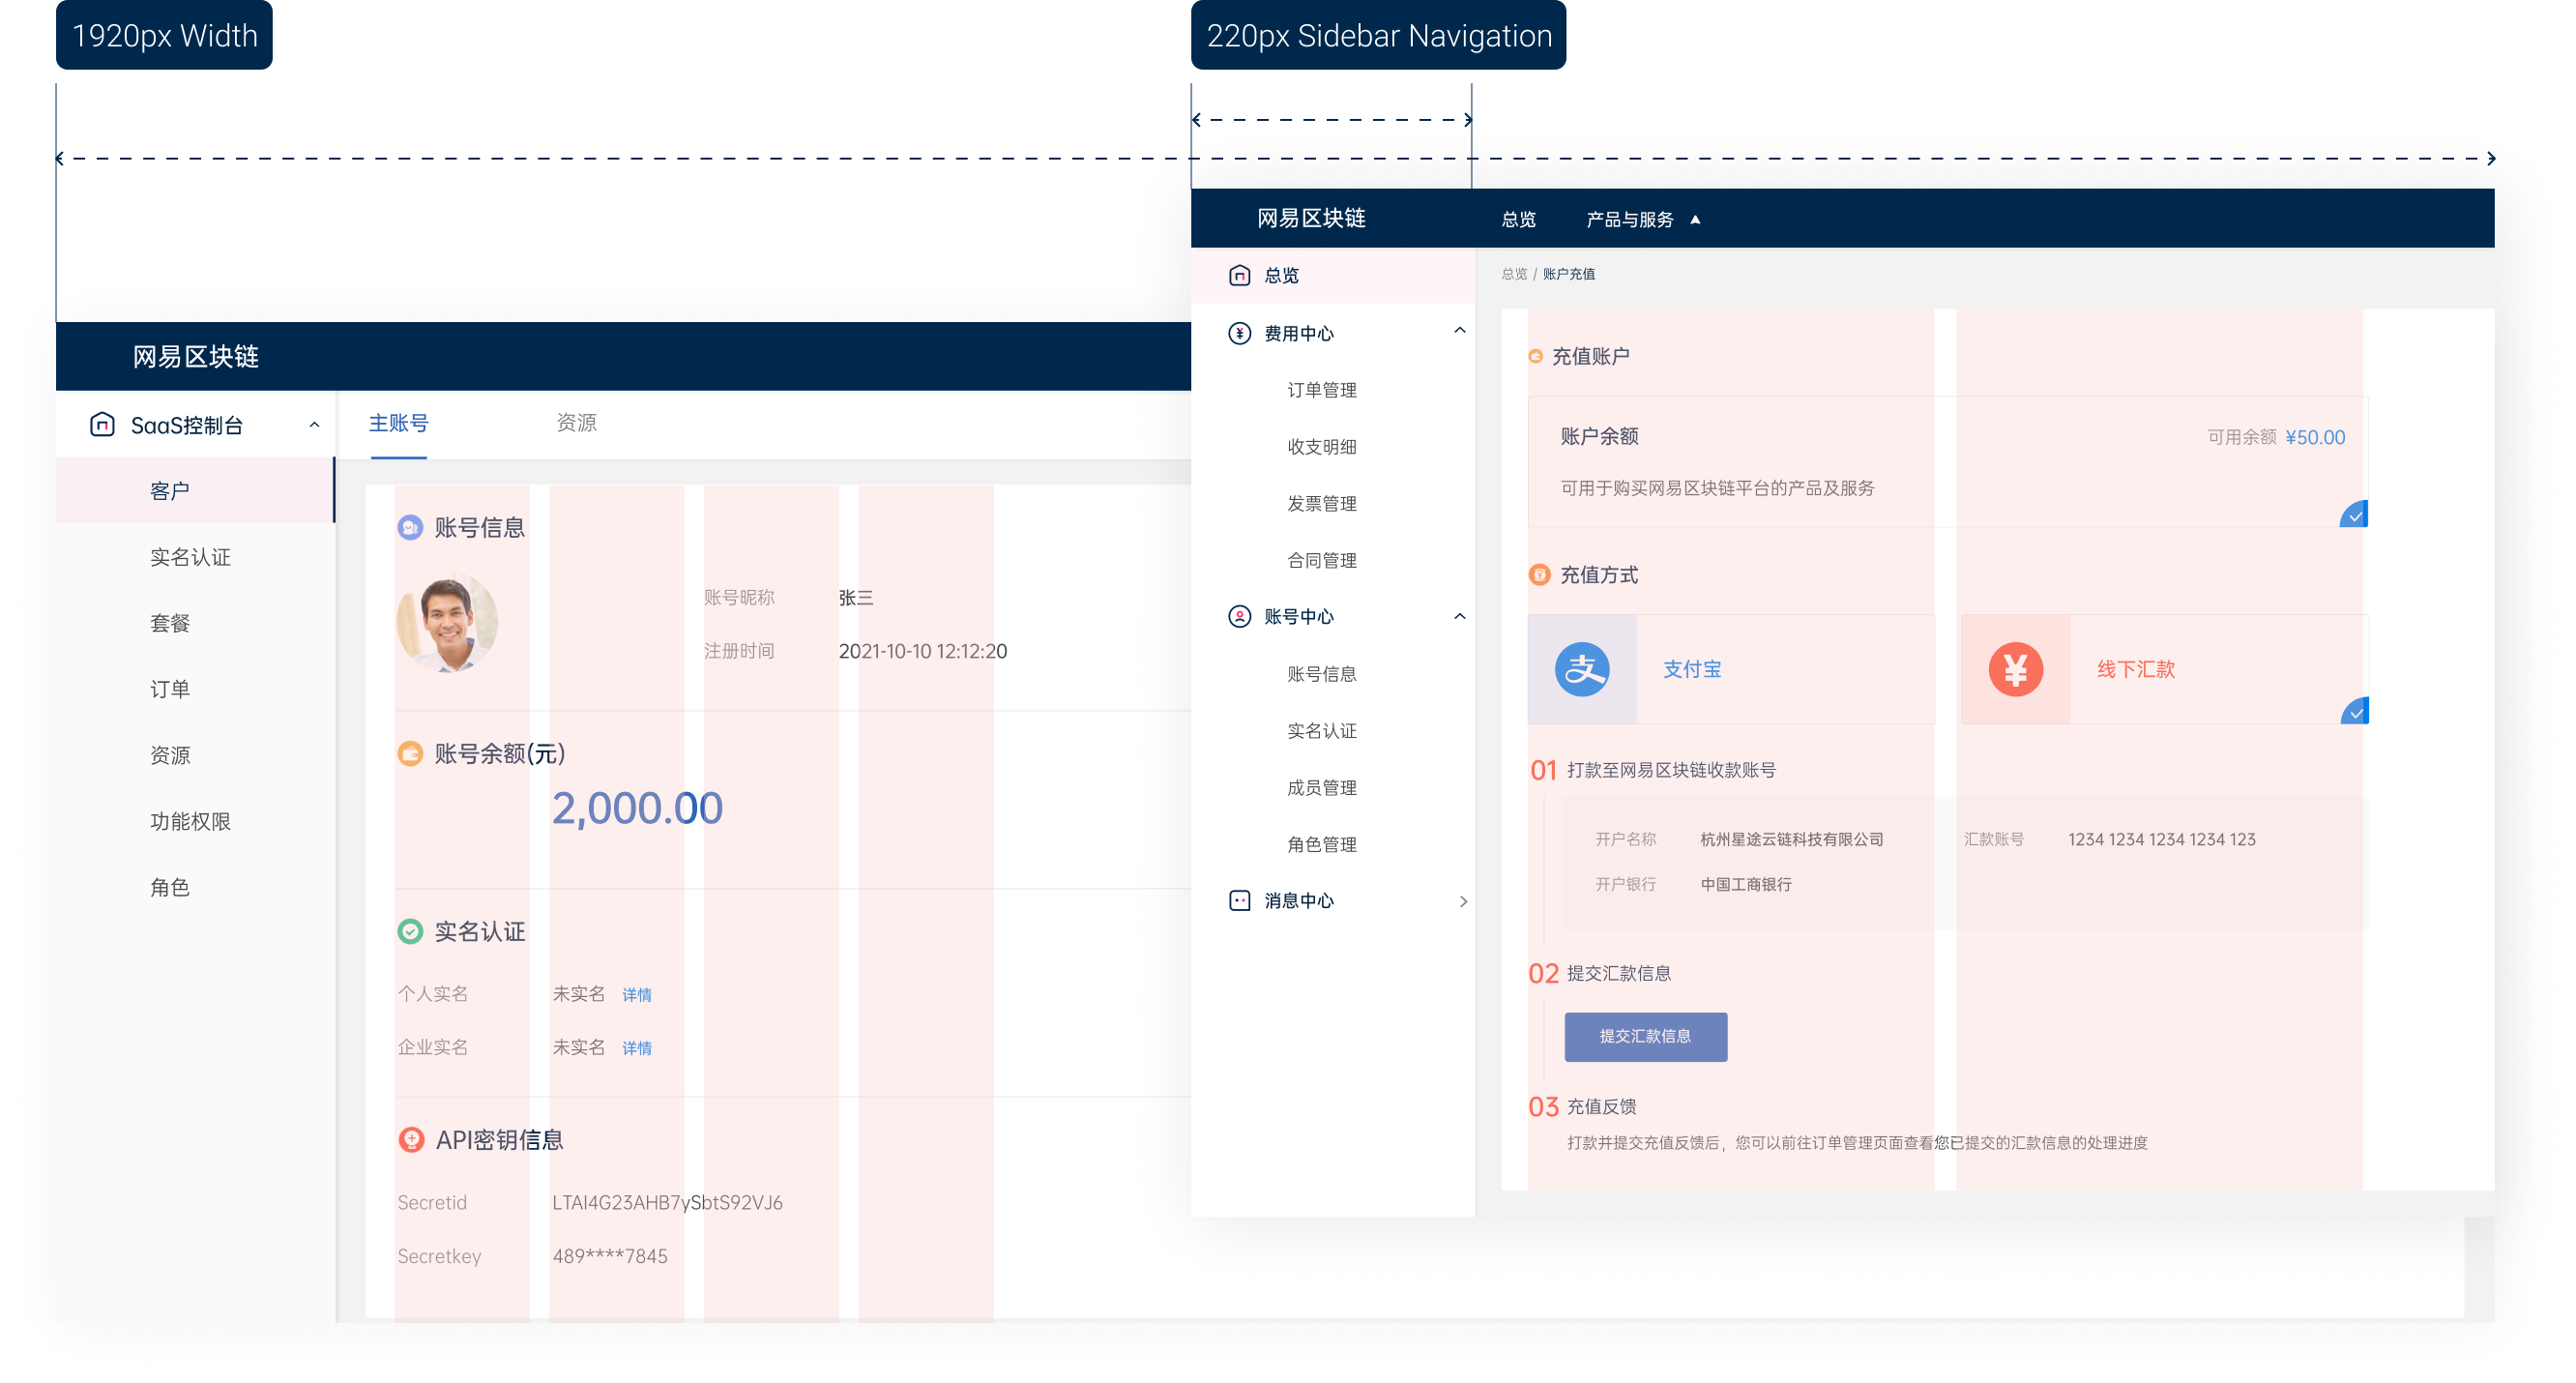 1920px Width
220px Sidebar Navigation
网易区块链
SaaS控制台
客户
实名认证
套餐
订单
资源
功能权限
角色
主账号 资源
账号信息
账号昵称 张三
注册时间 2021-10-10 12:12:20
账号余额(元)
2,000.00
实名认证
个人实名 未实名 详情
企业实名 未实名 详情
API密钥信息
Secretid LTAI4G23AHB7ySbtS92VJ6
Secretkey 489****7845
网易区块链 总览 产品与服务
总览
费用中心
订单管理
收支明细
发票管理
合同管理
账号中心
账号信息
实名认证
成员管理
角色管理
消息中心
总览 / 账户充值
充值账户
账户余额 可用余额 ¥50.00
可用于购买网易区块链平台的产品及服务
充值方式
支付宝 线下汇款
01 打款至网易区块链收款账号
开户名称 杭州星途云链科技有限公司 汇款账号 1234 1234 1234 1234 123
开户银行 中国工商银行
02 提交汇款信息
提交汇款信息
03 充值反馈
打款并提交充值反馈后，您可以前往订单管理页面查看您已提交的汇款信息的处理进度